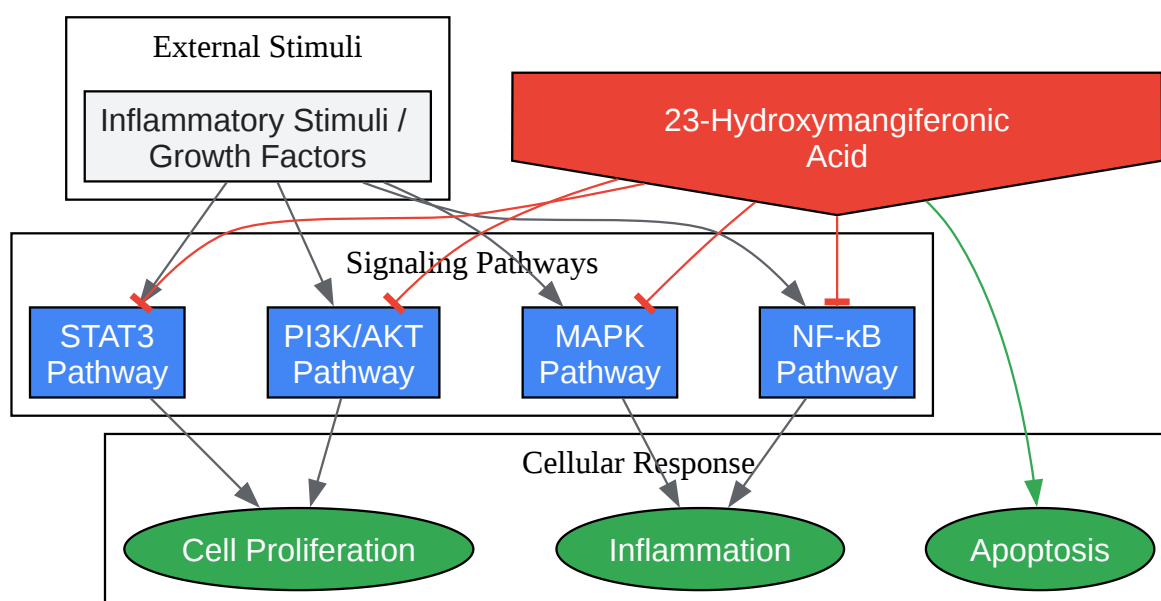 External Stimuli
Inflammatory Stimuli /
Growth Factors
23-Hydroxymangiferonic
Acid
Signaling Pathways
STAT3
Pathway
PI3K/AKT
Pathway
MAPK
Pathway
NF-κB
Pathway
Cellular Response
Cell Proliferation
Inflammation
Apoptosis